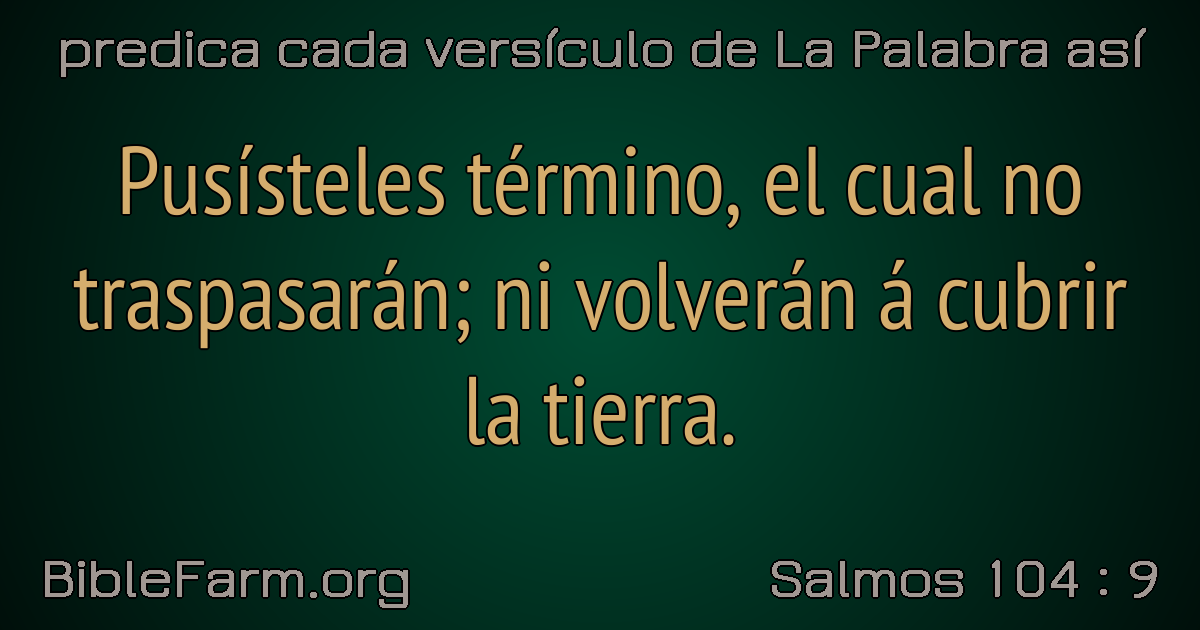 predica cada versículo de La Palabra así
Pusísteles término, el cual no
traspasarán; ni volverán á cubrir
la tierra.
BibleFarm.org
Salmos 104 : 9